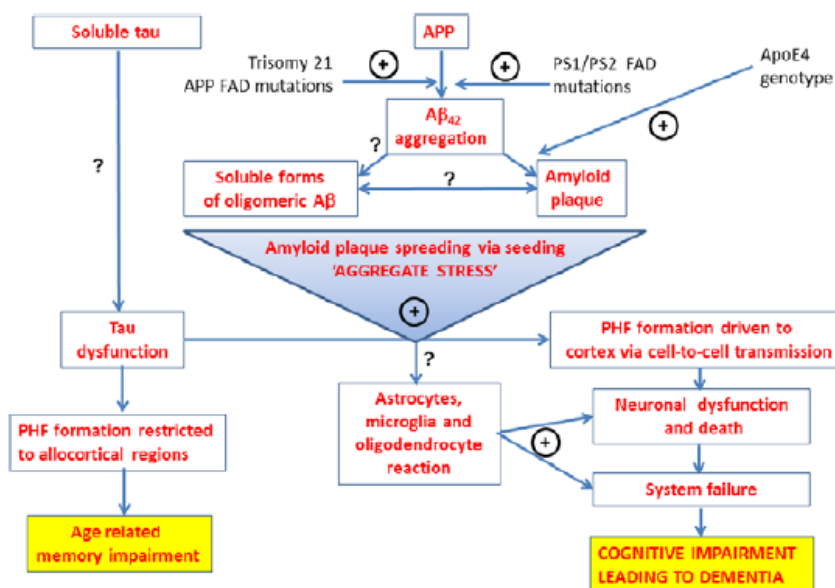 Soluble tau
APP
Trisomy 21
APP FAD mutations
+
+
PS1/PS2 FAD
mutations
ApoE4
genotype
+
Aβ42
aggregation
?
?
Soluble forms
of oligomeric Aβ
?
Amyloid
plaque
Amyloid plaque spreading via seeding
'AGGREGATE STRESS'
+
Tau
dysfunction
PHF formation driven to
cortex via cell-to-cell transmission
?
Astrocytes,
microglia and
oligodendrocyte
reaction
+
Neuronal dysfunction
and death
PHF formation restricted
to allocortical regions
System failure
Age related
memory impairment
COGNITIVE IMPAIRMENT
LEADING TO DEMENTIA